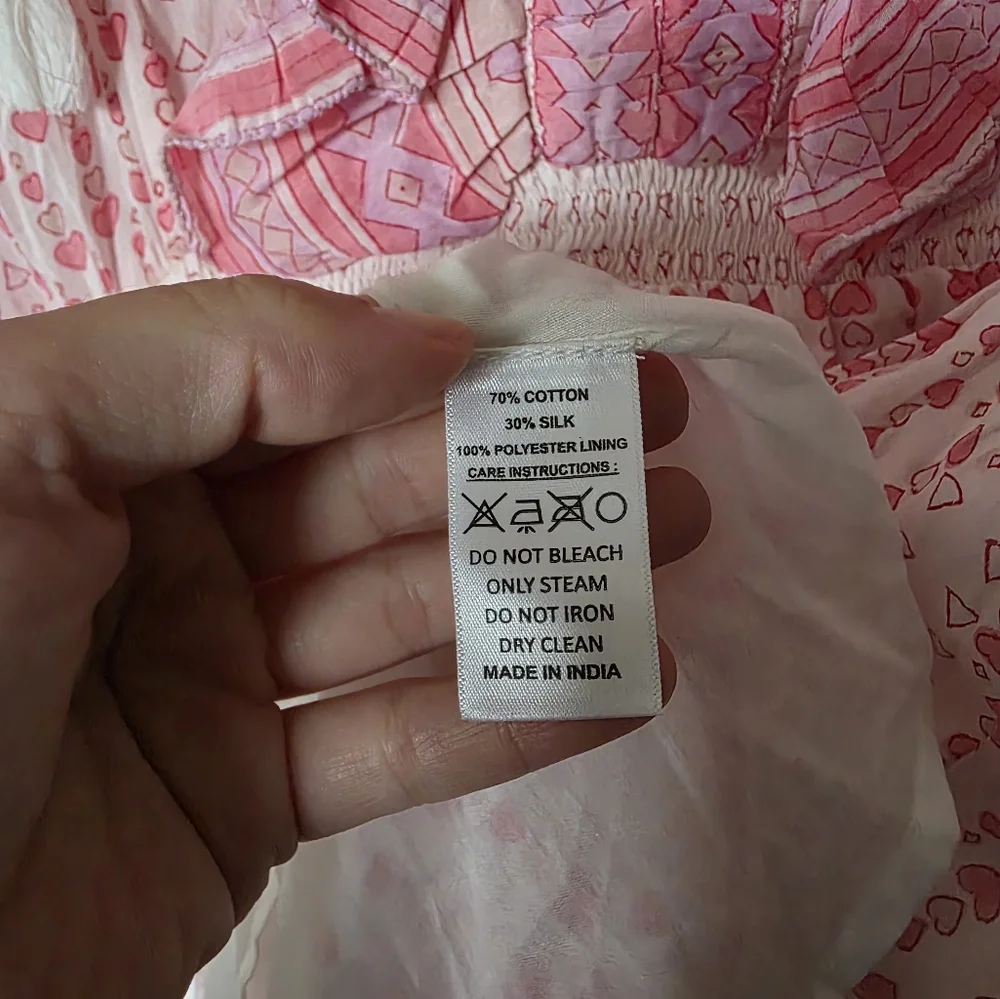 70% COTTON
30% SILK
100% POLYESTER LINING
CARE INSTRUCTIONS :
DO NOT BLEACH
ONLY STEAM
DO NOT IRON
DRY CLEAN
MADE IN INDIA